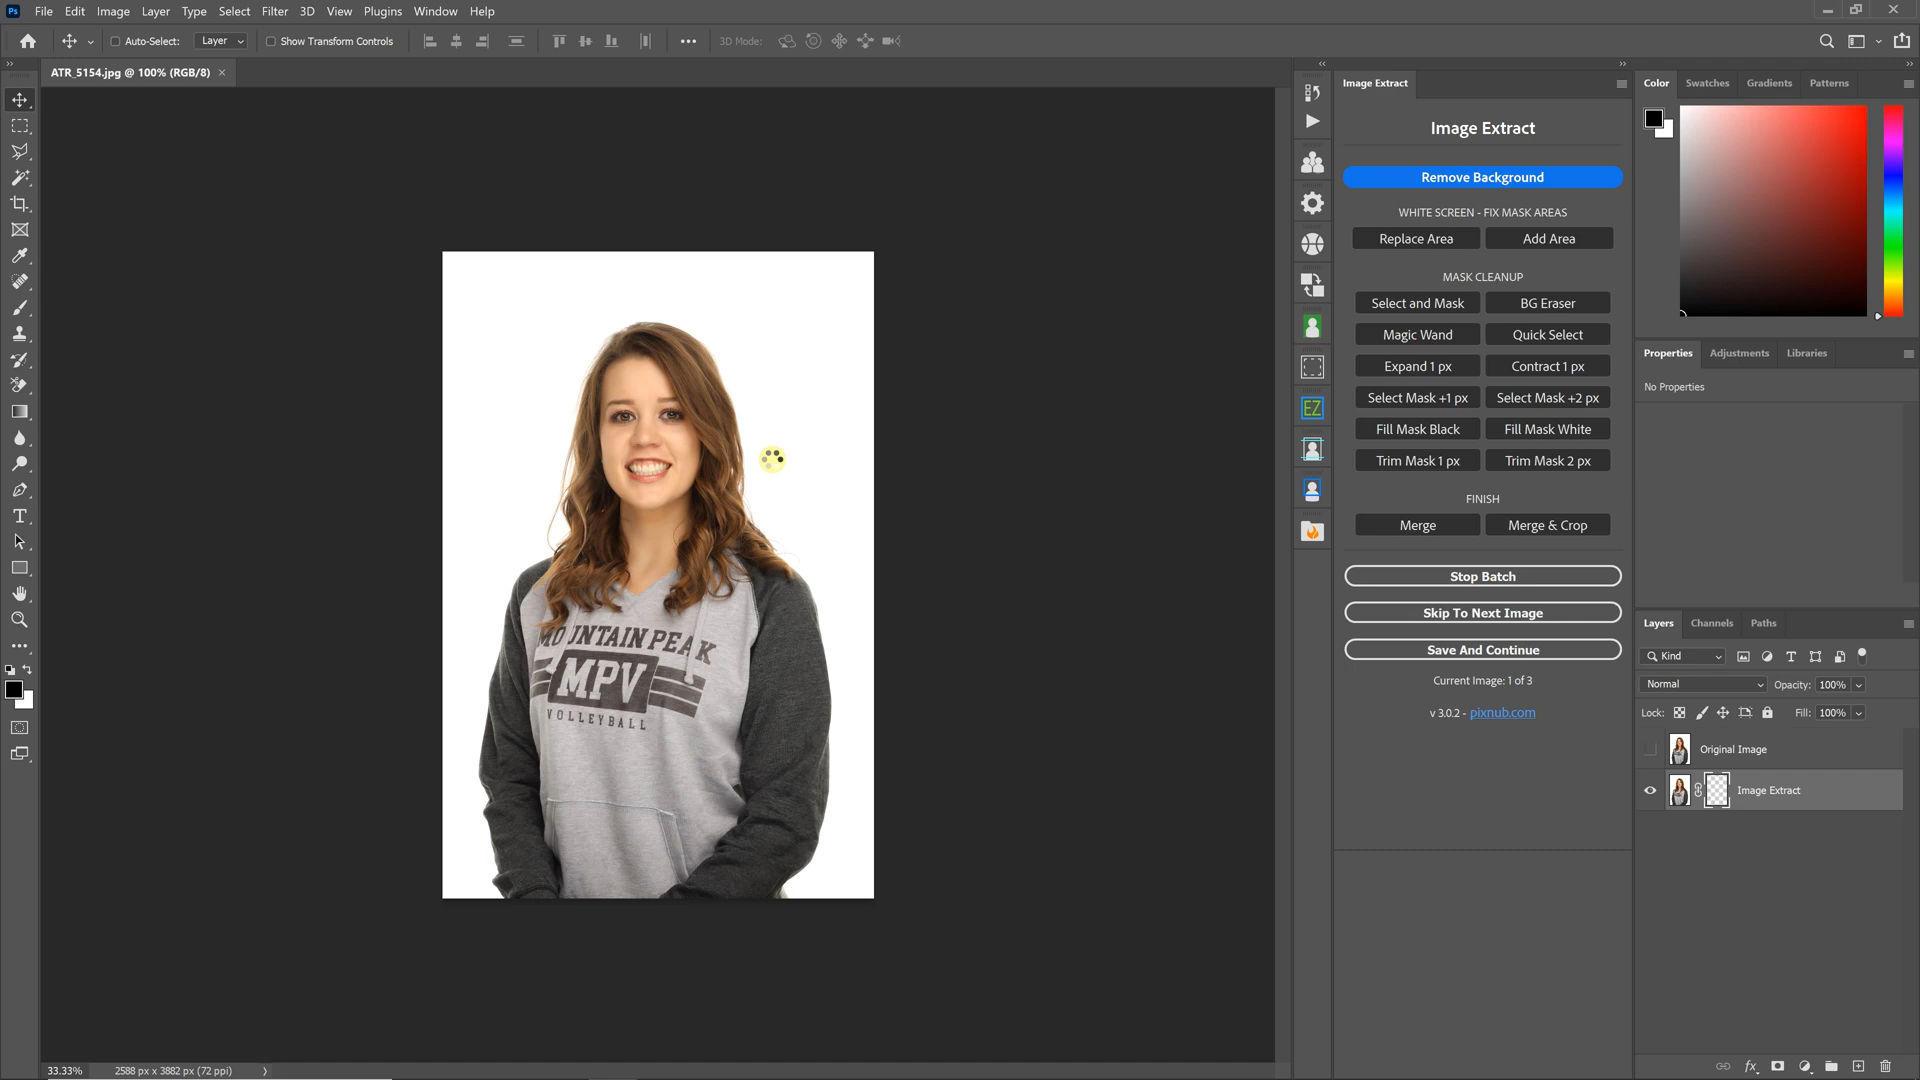 Ps File Edit Image Layer Type Select Filter 3D View Plugins Window Help
Auto-Select: Layer Show Transform Controls 3D Mode:
ATR_5154.jpg @ 100% (RGB/8)
Image Extract
Image Extract
Remove Background
WHITE SCREEN - FIX MASK AREAS
Replace Area Add Area
MASK CLEANUP
Select and Mask BG Eraser
Magic Wand Quick Select
Expand 1 px Contract 1 px
Select Mask +1 px Select Mask +2 px
Fill Mask Black Fill Mask White
Trim Mask 1 px Trim Mask 2 px
FINISH
Merge Merge & Crop
Stop Batch
Skip To Next Image
Save And Continue
Current Image: 1 of 3
v 3.0.2 - pixnub.com
EZ
Color Swatches Gradients Patterns
Properties Adjustments Libraries
No Properties
Layers Channels Paths
Kind
Normal Opacity: 100%
Lock: Fill: 100%
Original Image
Image Extract
fx
MOUNTAIN PEAK
MPV
VOLLEYBALL
33.33% 2588 px x 3882 px (72 ppi)